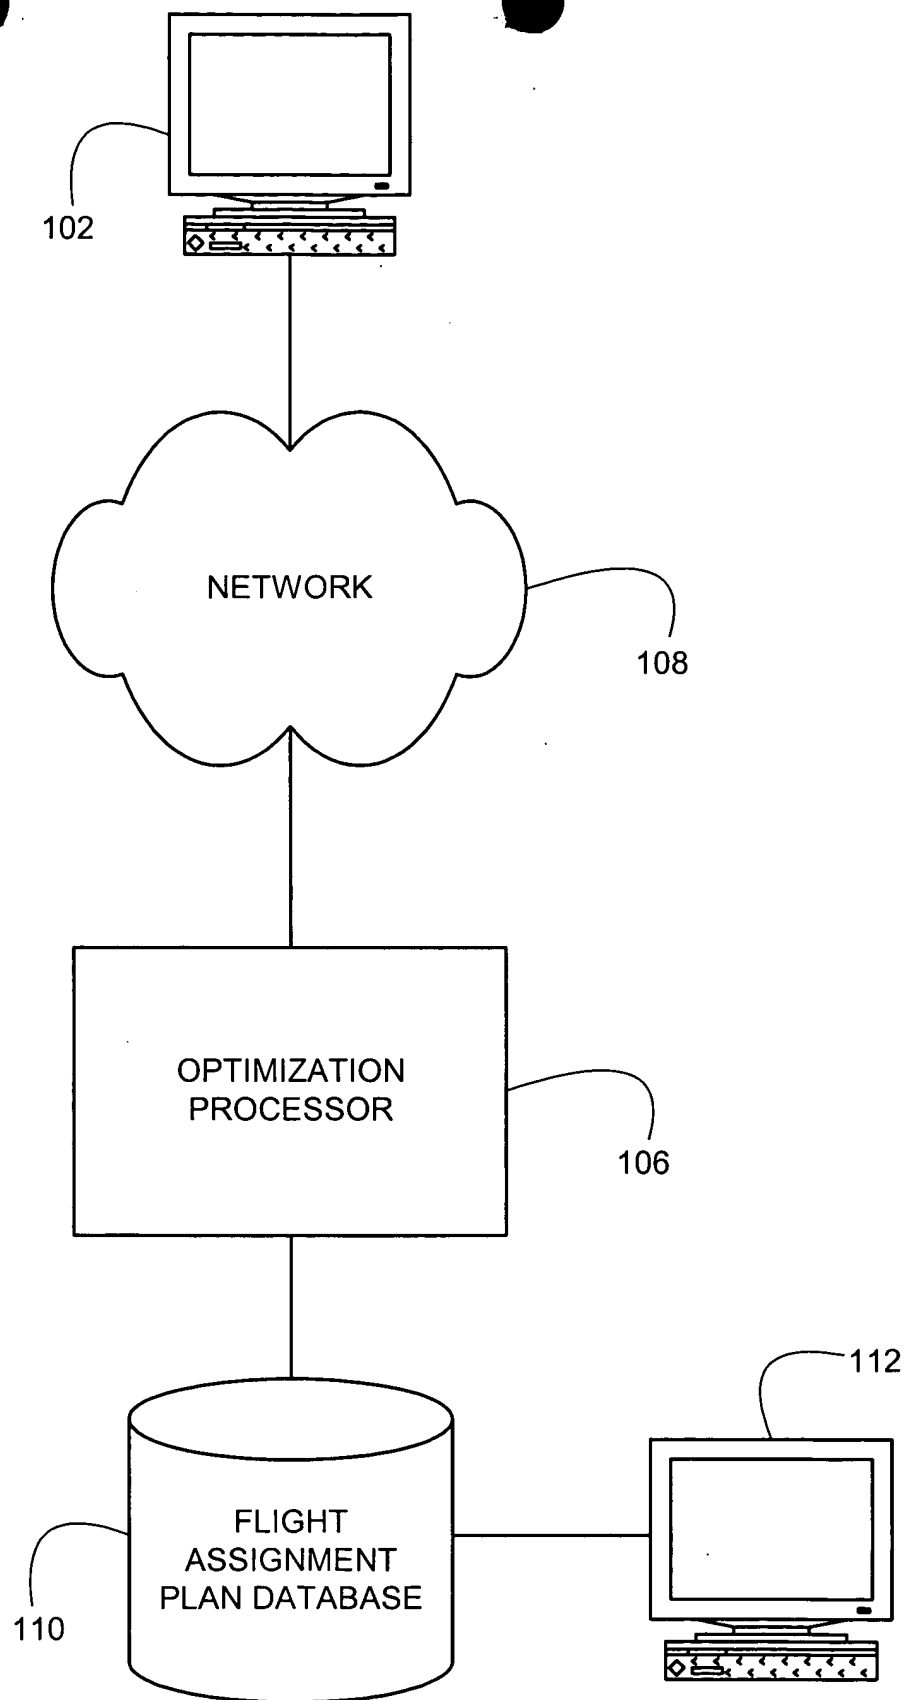 102
NETWORK
108
OPTIMIZATION
PROCESSOR
106
112
FLIGHT
ASSIGNMENT
PLAN DATABASE
110